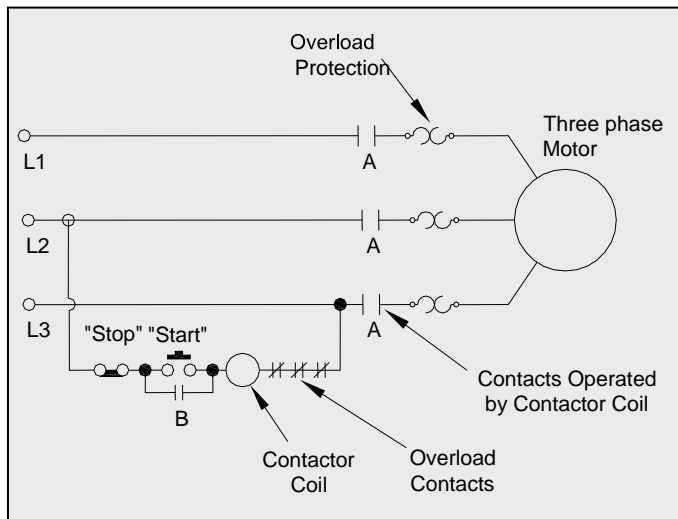 Overload
Protection
Three phase
Motor
L1
A
L2
A
L3
A
"Stop" "Start"
B
Contacts Operated
by Contactor Coil
Contactor
Coil
Overload
Contacts